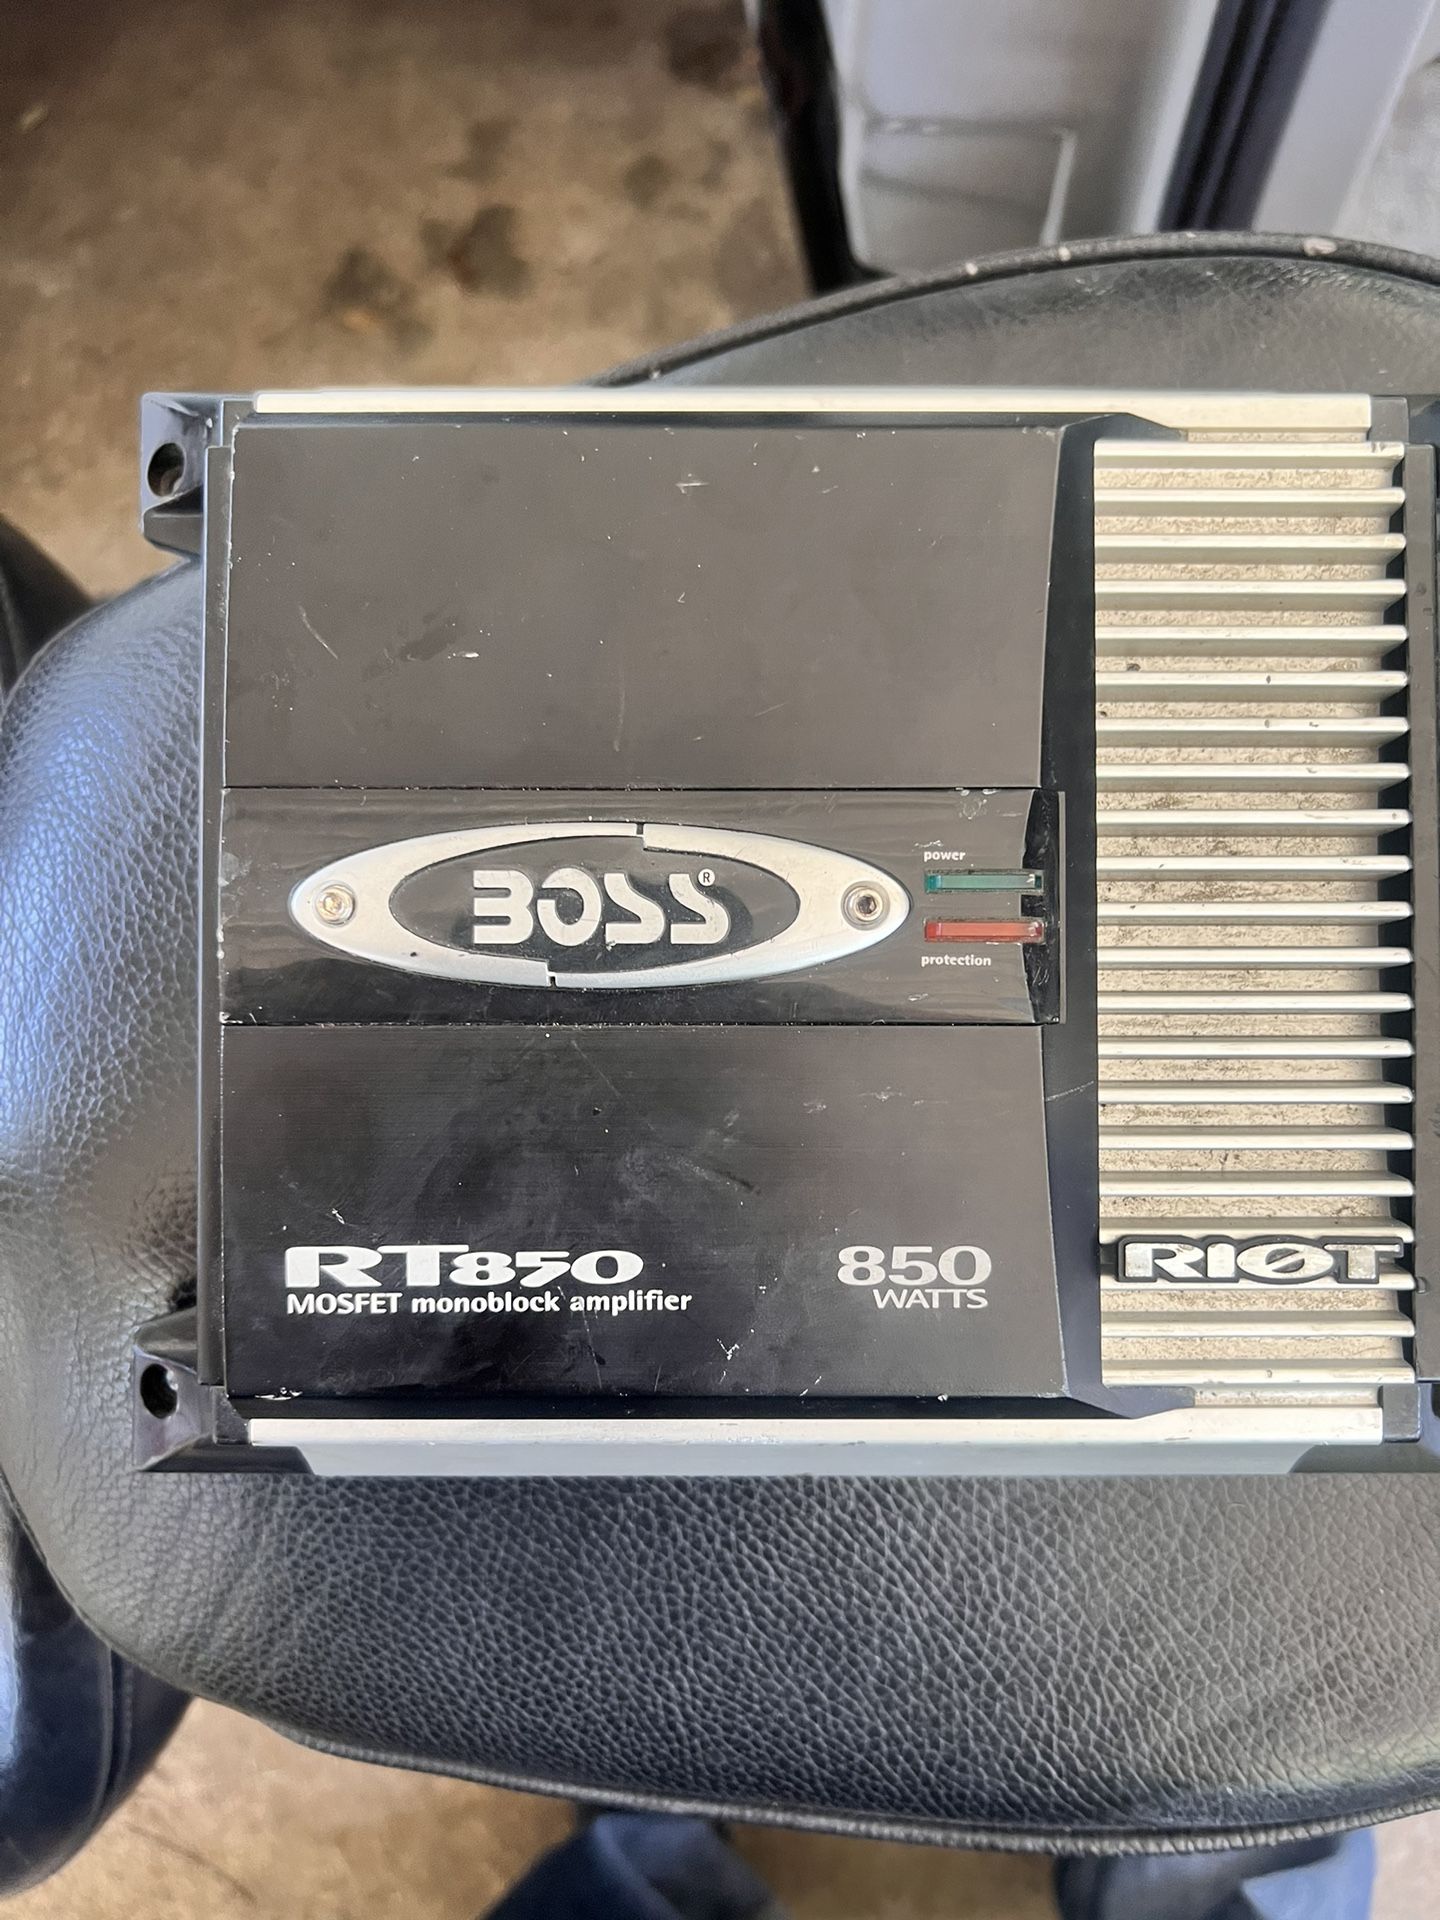 BOSS®
power
protection
RT850
MOSFET monoblock amplifier
850
WATTS
RIOT